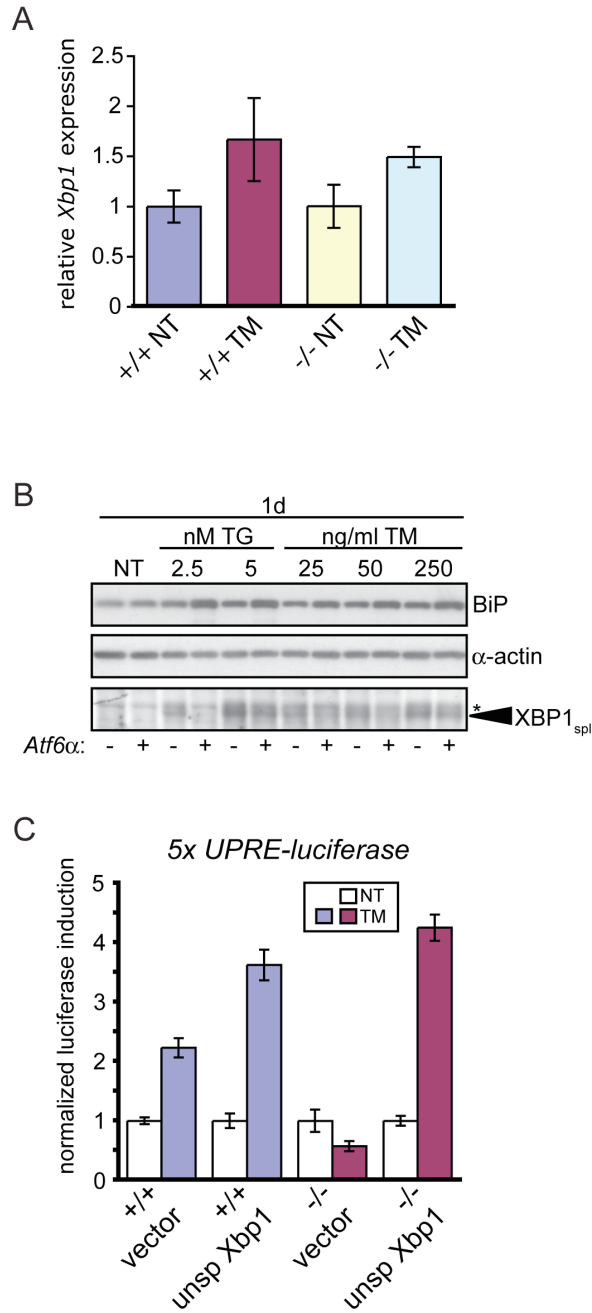 A
relative Xbp1 expression
2.5
2
1.5
1
0.5
0
+/+ NT
+/+ TM
-/- NT
-/- TM
B
1d
nM TG ng/ml TM
NT 2.5 5 25 50 250
BiP
α-actin
* XBP1spl
Atf6α: - + - + - + - + - + - +
C
5x UPRE-luciferase
normalized luciferase induction
5
4
3
2
1
0
NT
TM
+/+ vector
+/+ unsp Xbp1
-/- vector
-/- unsp Xbp1